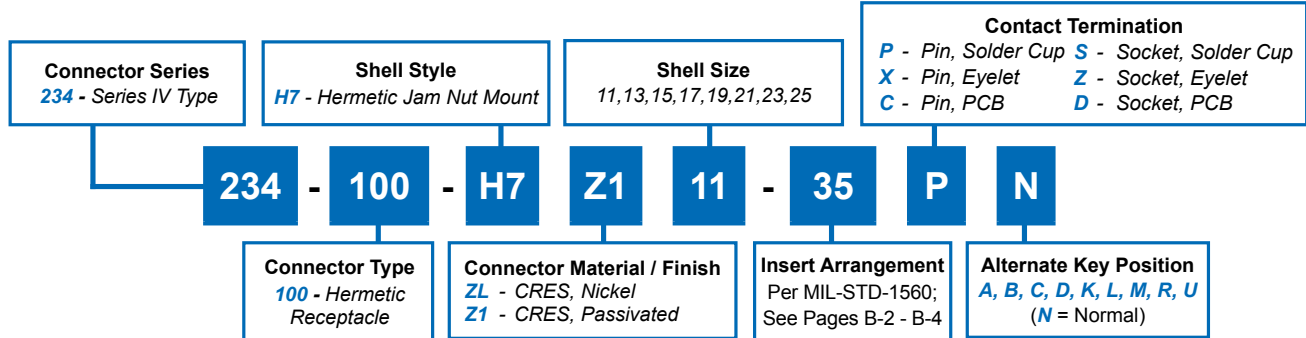 Connector Series
234 - Series IV Type
Shell Style
H7 - Hermetic Jam Nut Mount
Shell Size
11,13,15,17,19,21,23,25
Contact Termination
P - Pin, Solder Cup S - Socket, Solder Cup
X - Pin, Eyelet Z - Socket, Eyelet
C - Pin, PCB D - Socket, PCB
234 - 100 - H7 Z1 11 - 35 P N
Connector Type
100 - Hermetic
Receptacle
Connector Material / Finish
ZL - CRES, Nickel
Z1 - CRES, Passivated
Insert Arrangement
Per MIL-STD-1560;
See Pages B-2 - B-4
Alternate Key Position
A, B, C, D, K, L, M, R, U
(N = Normal)